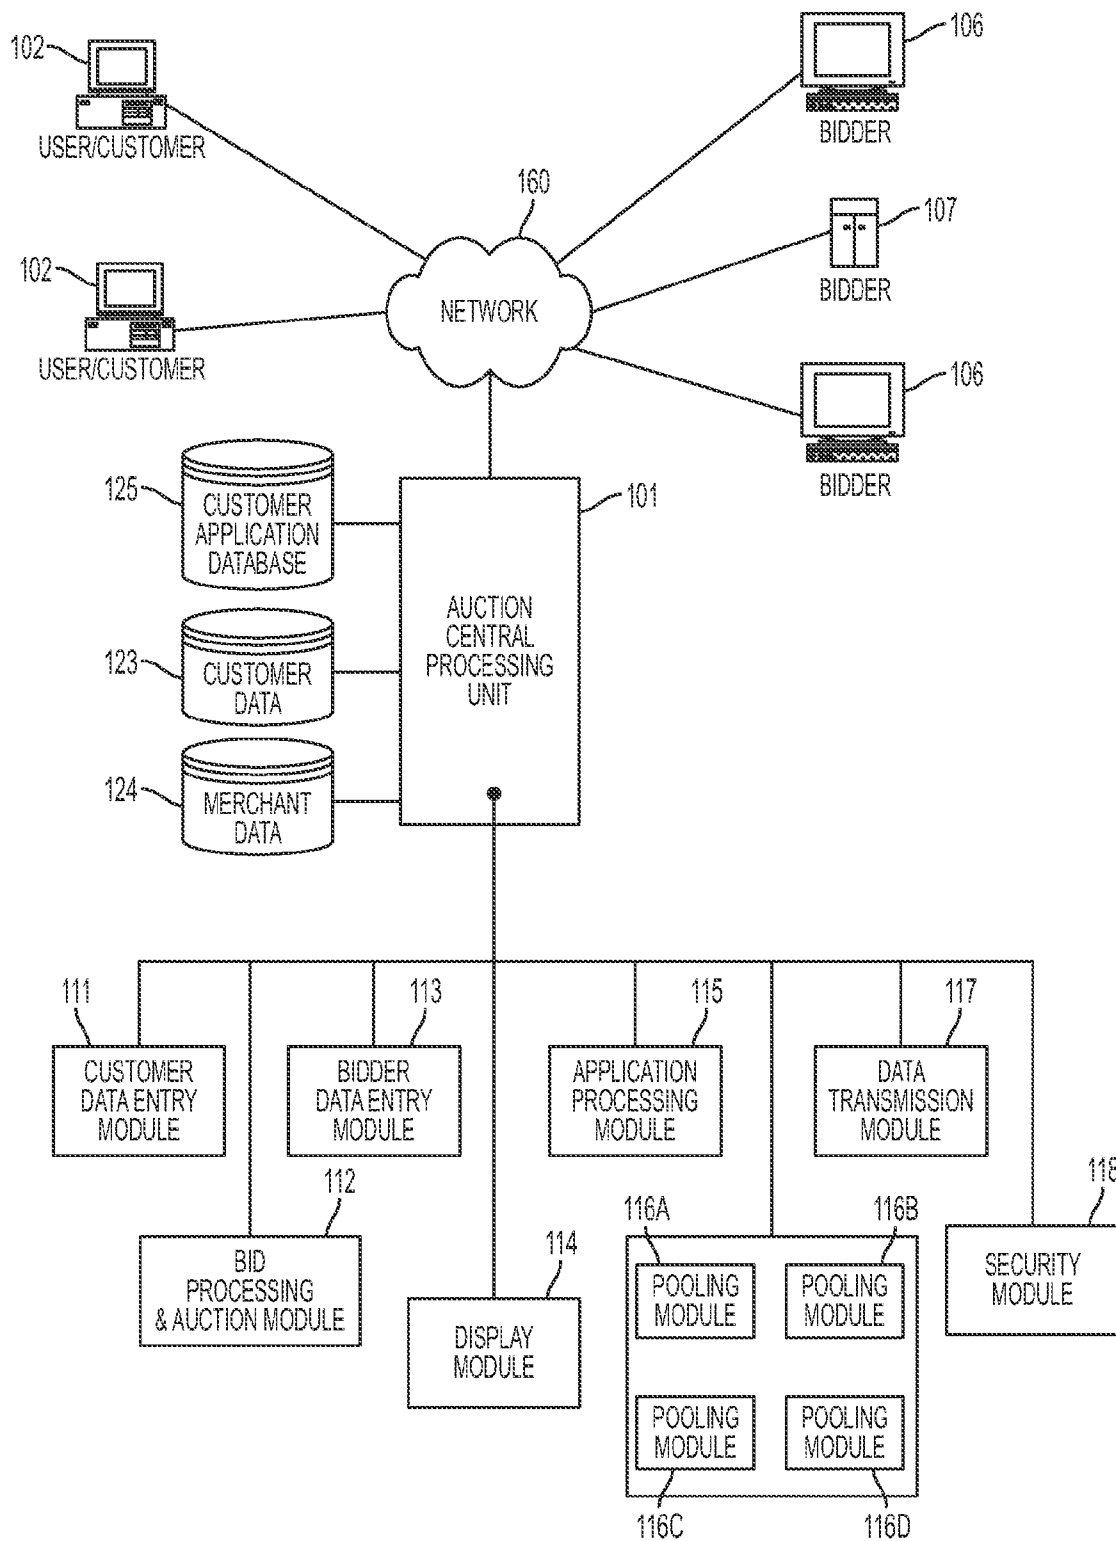 102
USER/CUSTOMER
106
BIDDER
160
107
BIDDER
102
USER/CUSTOMER
NETWORK
106
BIDDER
125
CUSTOMER
APPLICATION
DATABASE
101
AUCTION
CENTRAL
PROCESSING
UNIT
123
CUSTOMER
DATA
124
MERCHANT
DATA
111
CUSTOMER
DATA ENTRY
MODULE
113
BIDDER
DATA ENTRY
MODULE
115
APPLICATION
PROCESSING
MODULE
117
DATA
TRANSMISSION
MODULE
112
BID
PROCESSING
& AUCTION MODULE
114
DISPLAY
MODULE
116A
POOLING
MODULE
116B
POOLING
MODULE
POOLING
MODULE
116C
POOLING
MODULE
116D
118
SECURITY
MODULE